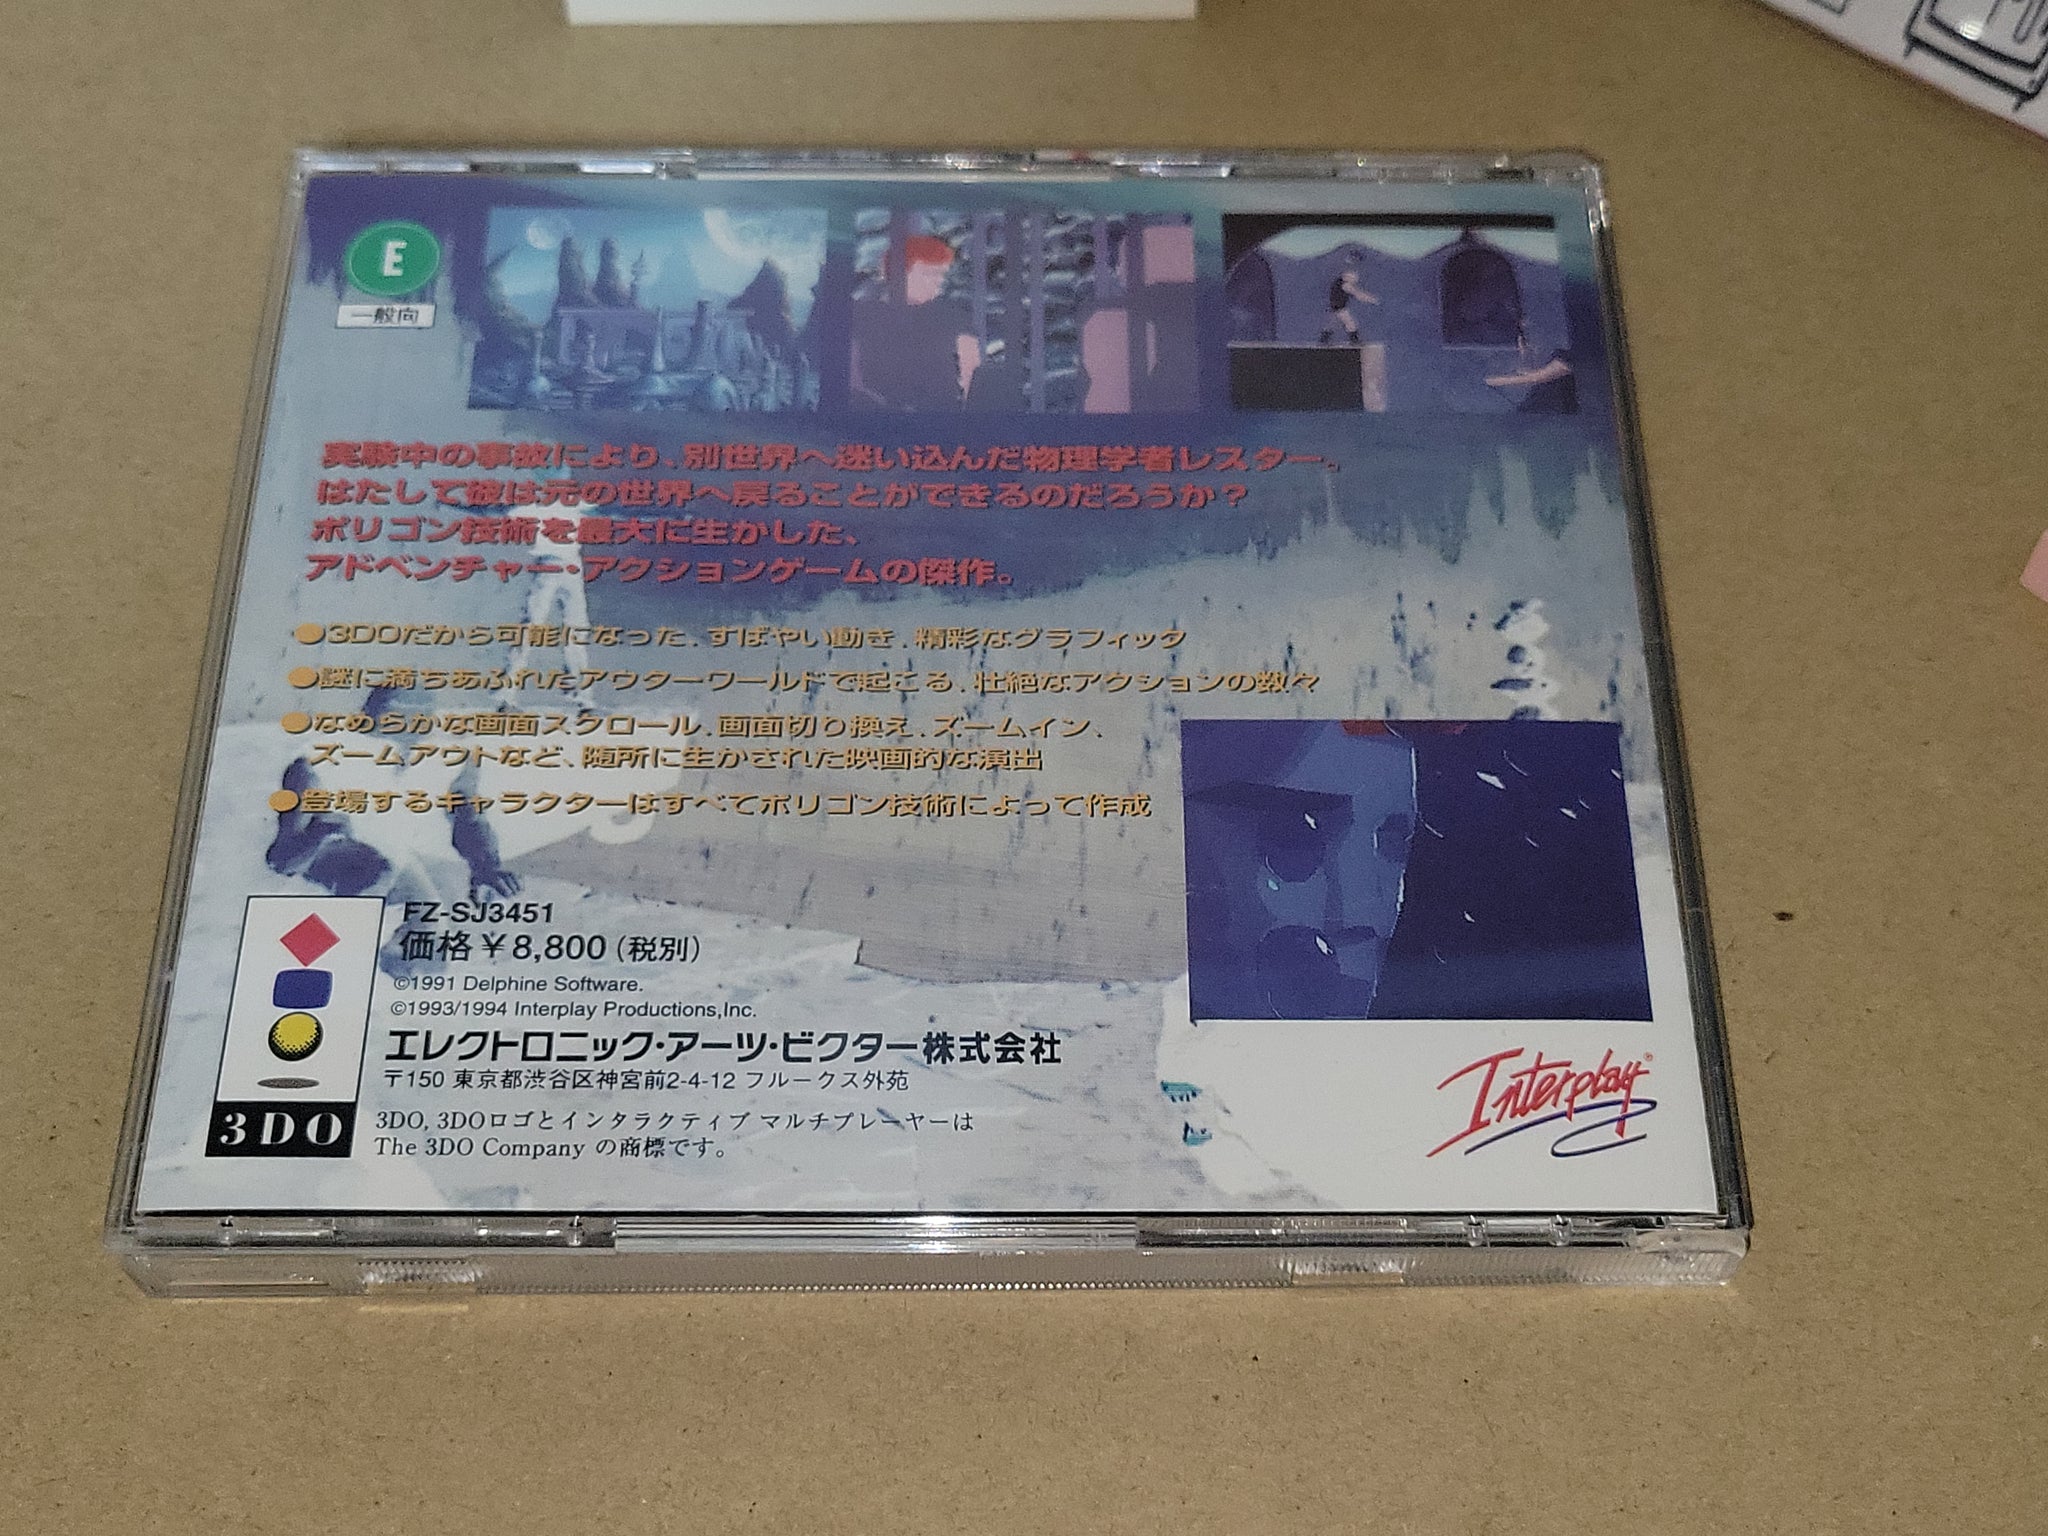 E
一般向
実験中の事故により、別世界へ迷い込んだ物理学者レスター。
はたして彼は元の世界へ戻ることができるのだろうか？
ポリゴン技術を最大に生かした、
アドベンチャー・アクションゲームの傑作。
●3DOだから可能になった、すばやい動き、精彩なグラフィック
●謎に満ちあふれたアウターワールドで起こる、壮絶なアクションの数々
●なめらかな画面スクロール、画面切り換え、ズームイン、
ズームアウトなど、随所に生かされた映画的な演出
●登場するキャラクターはすべてポリゴン技術によって作成
FZ-SJ3451
価格￥8,800（税別）
©1991 Delphine Software.
©1993/1994 Interplay Productions,Inc.
エレクトロニック・アーツ・ビクター株式会社
〒150 東京都渋谷区神宮前2-4-12 フルークス外苑
3DO, 3DOロゴとインタラクティブ マルチプレーヤーは
The 3DO Company の商標です。
3DO
Interplay®